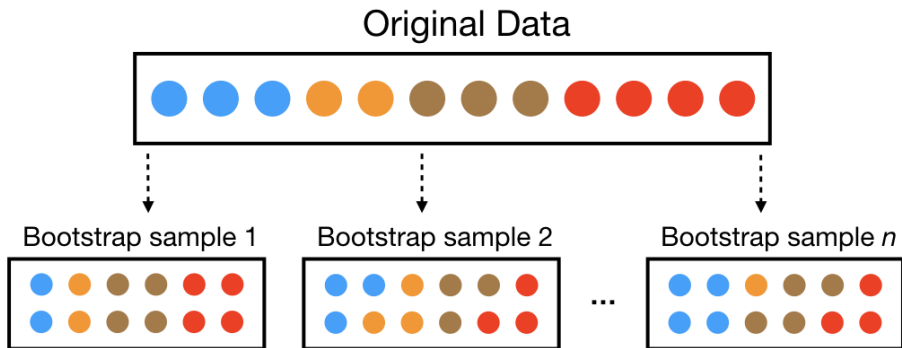 Original Data
Bootstrap sample 1
Bootstrap sample 2
Bootstrap sample n
...